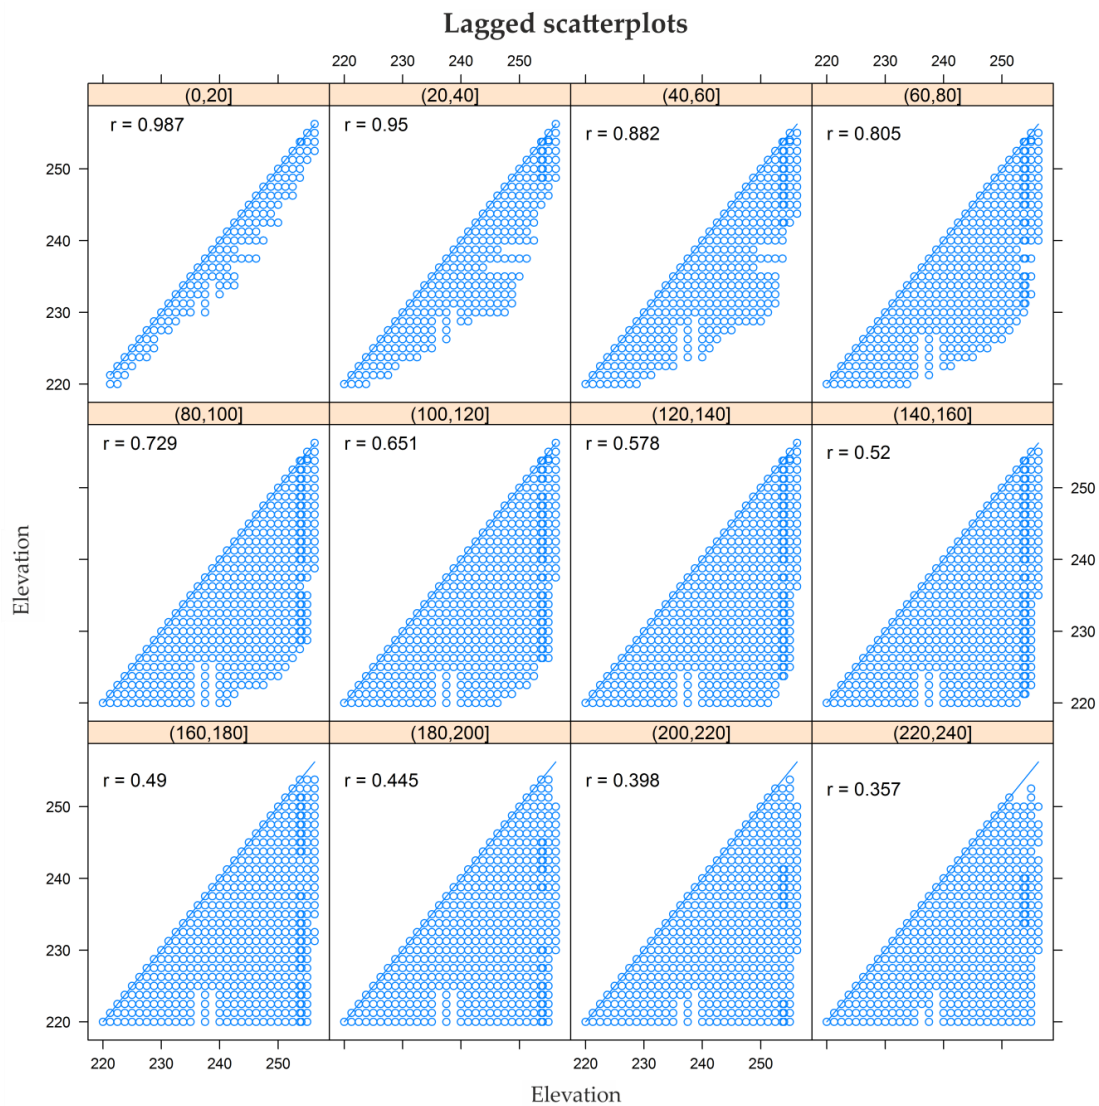 Lagged scatterplots
220 230 240 250 220 230 240 250
(0,20] (20,40] (40,60] (60,80]
r = 0.987 r = 0.95 r = 0.882 r = 0.805
250
240
230
220
(80,100] (100,120] (120,140] (140,160]
r = 0.729 r = 0.651 r = 0.578 r = 0.52
250
240
230
220
Elevation
(160,180] (180,200] (200,220] (220,240]
r = 0.49 r = 0.445 r = 0.398 r = 0.357
250
240
230
220
220 230 240 250 220 230 240 250
Elevation